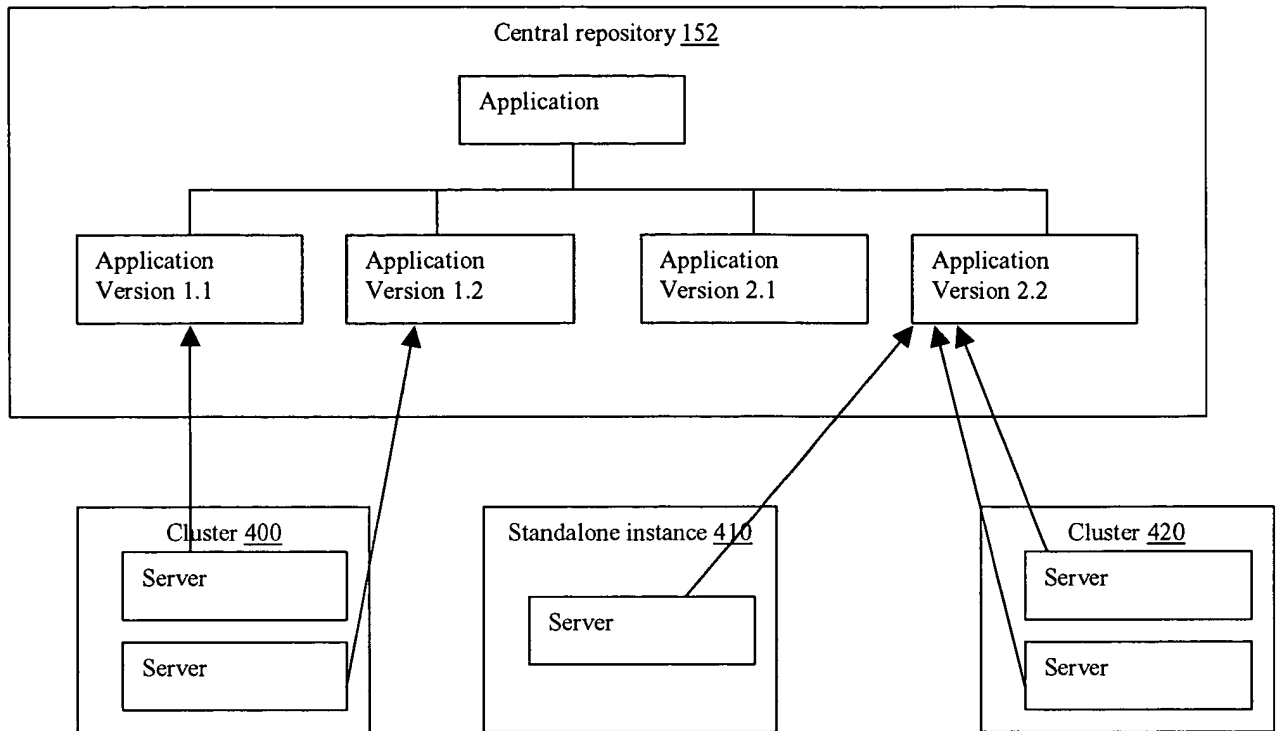 Central repository 152
Application
Application
Version 1.1
Application
Version 1.2
Application
Version 2.1
Application
Version 2.2
Cluster 400
Server
Server
Standalone instance 410
Server
Cluster 420
Server
Server